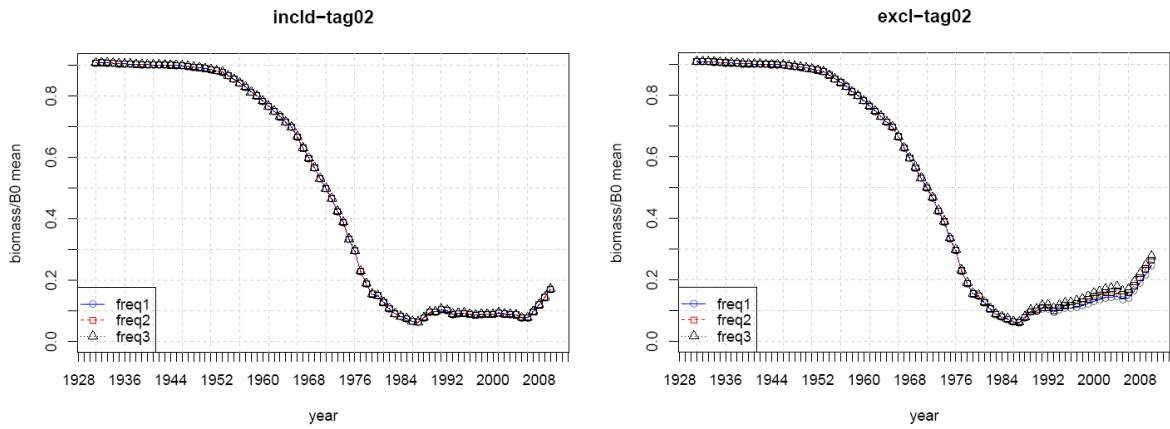 incld-tag02
biomass/B0 mean
0.8
0.6
0.4
0.2
0.0
freq1
freq2
freq3
1928 1936 1944 1952 1960 1968 1976 1984 1992 2000 2008
year
excl-tag02
biomass/B0 mean
0.8
0.6
0.4
0.2
0.0
freq1
freq2
freq3
1928 1936 1944 1952 1960 1968 1976 1984 1992 2000 2008
year